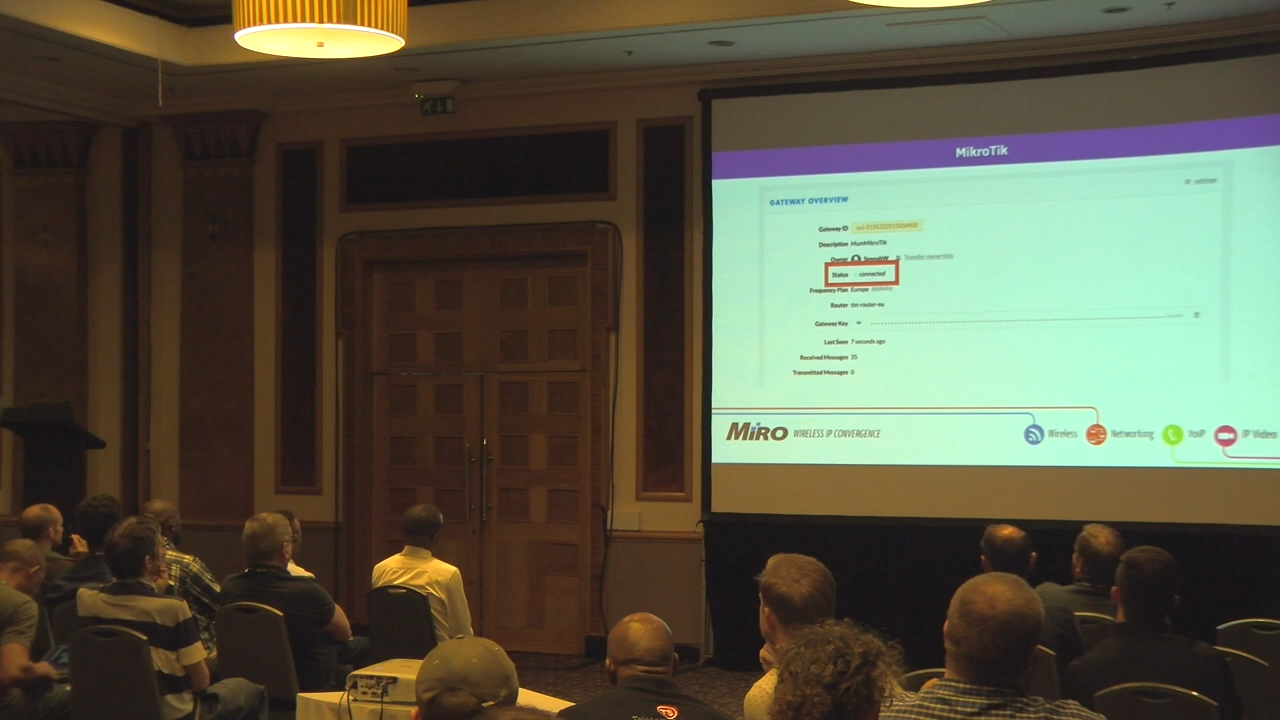 MikroTik
GATEWAY OVERVIEW
Gateway ID
Description MumMikroTik
Owner Transfer ownership
Status connected
Frequency Plan Europe
Router ttn-router-eu
Gateway Key
Last Seen 7 seconds ago
Received Messages 35
Transmitted Messages 0
MiRO WIRELESS IP CONVERGENCE
Wireless
Networking
VoIP
IP Video